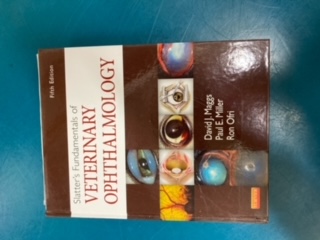 Fifth Edition
Slatter's Fundamentals of
VETERINARY
OPHTHALMOLOGY
David J. Maggs
Paul E. Miller
Ron Ofri